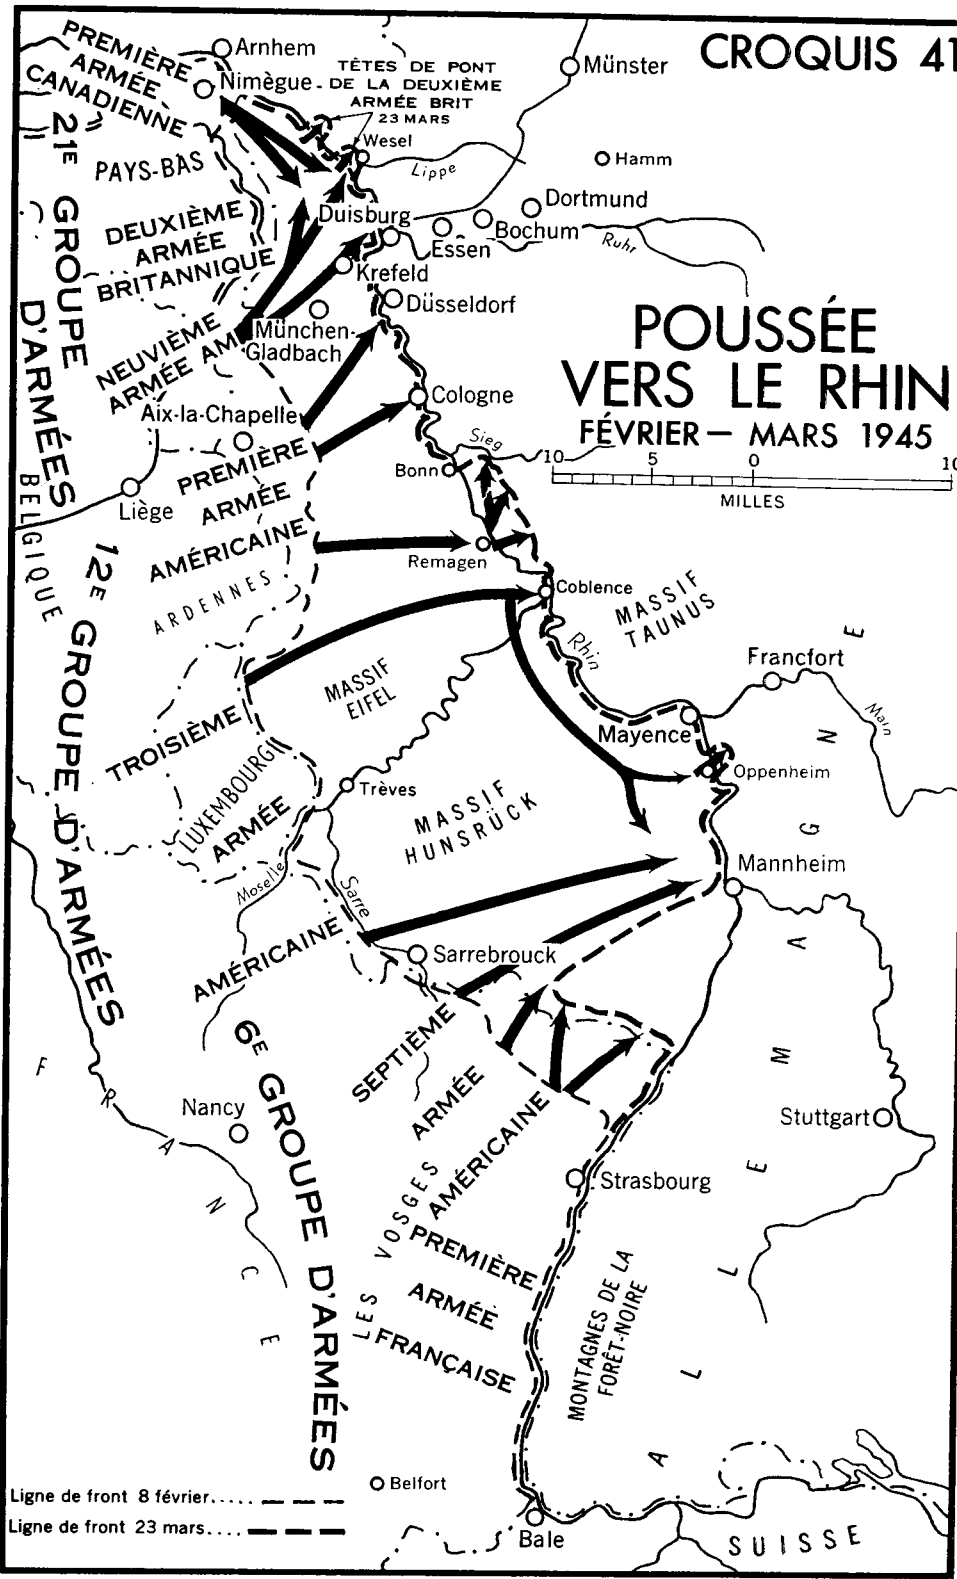 CROQUIS 41
POUSSÉE
VERS LE RHIN
FÉVRIER — MARS 1945
10 5 0 10
MILLES
PREMIÈRE
ARMÉE
CANADIENNE
Arnhem
Nimègue
TÊTES DE PONT
DE LA DEUXIÈME
ARMÉE BRIT
23 MARS
Münster
Wesel
Lippe
Hamm
21E GROUPE D'ARMÉES
PAYS-BAS
DEUXIÈME
ARMÉE
BRITANNIQUE
Duisburg
Essen
Bochum
Dortmund
Ruhr
Krefeld
Düsseldorf
NEUVIÈME
ARMÉE AM
München-
Gladbach
Cologne
Aix-la-Chapelle
Sieg
Bonn
BELGIQUE
Liège
PREMIÈRE
ARMÉE
AMÉRICAINE
Remagen
ARDENNES
12E GROUPE D'ARMÉES
Coblence
MASSIF
TAUNUS
Rhin
MASSIF
EIFEL
Francfort
Main
Mayence
Oppenheim
TROISIÈME
ARMÉE
AMÉRICAINE
LUXEMBOURG
Trèves
MASSIF
HUNSRÜCK
Moselle
Sarre
Mannheim
Sarrebrouck
SEPTIÈME
ARMÉE
AMÉRICAINE
6E GROUPE D'ARMÉES
FRANCE
Nancy
Stuttgart
ALLEMAGNE
Strasbourg
LES VOSGES
PREMIÈRE
ARMÉE
FRANÇAISE
MONTAGNES DE LA
FORÊT-NOIRE
Belfort
Bale
SUISSE
Ligne de front 8 février.....
Ligne de front 23 mars....